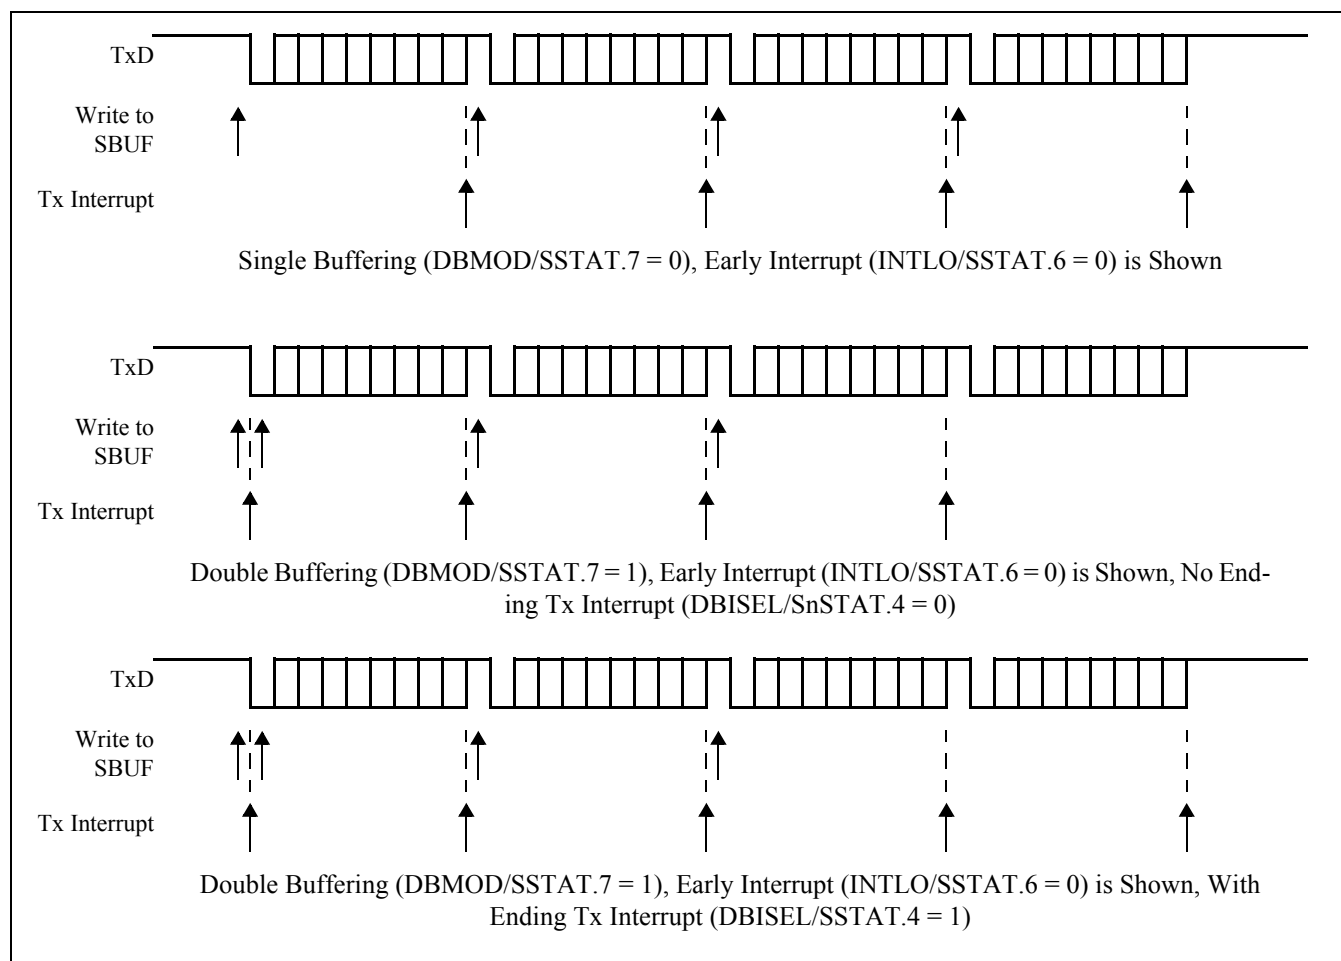 TxD
Write to
SBUF
Tx Interrupt
Single Buffering (DBMOD/SSTAT.7 = 0), Early Interrupt (INTLO/SSTAT.6 = 0) is Shown
TxD
Write to
SBUF
Tx Interrupt
Double Buffering (DBMOD/SSTAT.7 = 1), Early Interrupt (INTLO/SSTAT.6 = 0) is Shown, No End-
ing Tx Interrupt (DBISEL/SnSTAT.4 = 0)
TxD
Write to
SBUF
Tx Interrupt
Double Buffering (DBMOD/SSTAT.7 = 1), Early Interrupt (INTLO/SSTAT.6 = 0) is Shown, With
Ending Tx Interrupt (DBISEL/SSTAT.4 = 1)